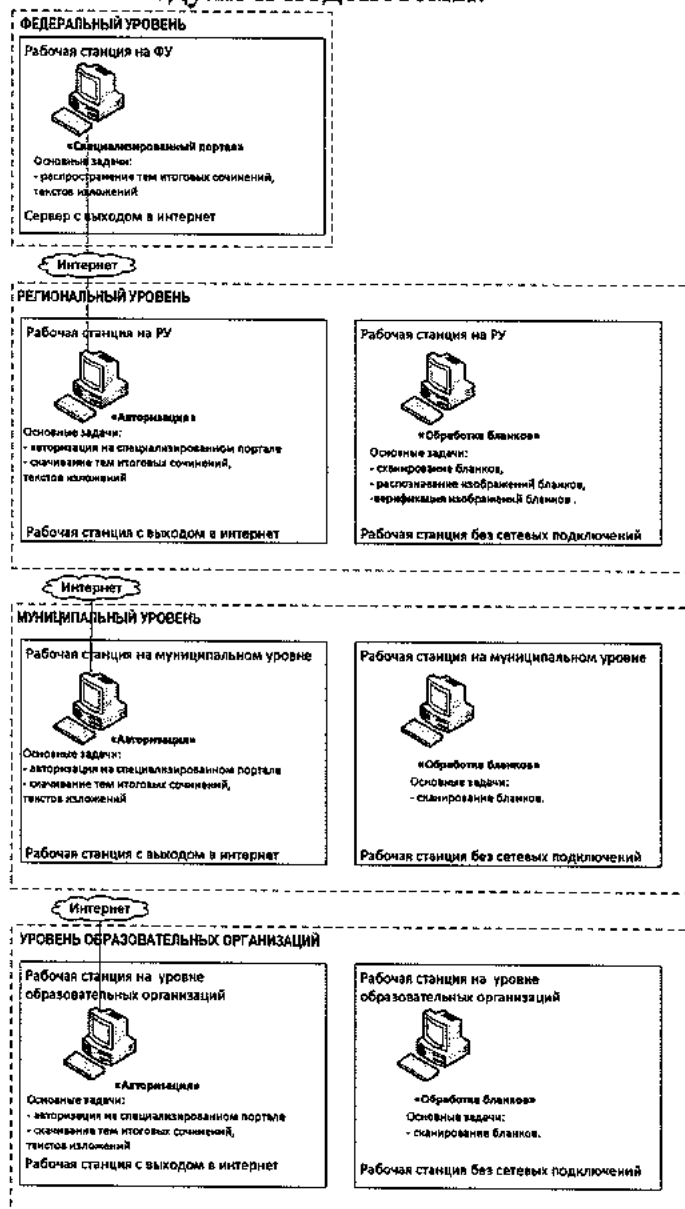 ФЕДЕРАЛЬНЫЙ УРОВЕНЬ
Рабочая станция на ФУ
«Специализированный портал»
Основные задачи:
- распространение тем итоговых сочинений,
текстов изложений
Сервер с выходом в интернет
Интернет
РЕГИОНАЛЬНЫЙ УРОВЕНЬ
Рабочая станция на РУ
«Авторизация»
Основные задачи:
- авторизация на специализированном портале
- скачивание тем итоговых сочинений,
текстов изложений
Рабочая станция с выходом в интернет
Рабочая станция на РУ
«Обработка бланков»
Основные задачи:
- сканирование бланков,
- распознавание изображений бланков,
-верификация изображений бланков .
Рабочая станция без сетевых подключений
Интернет
МУНИЦИПАЛЬНЫЙ УРОВЕНЬ
Рабочая станция на муниципальном уровне
«Авторизация»
Основные задачи:
- авторизация на специализированном портале
- скачивание тем итоговых сочинений,
текстов изложений
Рабочая станция с выходом в интернет
Рабочая станция на муниципальном уровне
«Обработка бланков»
Основные задачи:
- сканирование бланков.
Рабочая станция без сетевых подключений
Интернет
УРОВЕНЬ ОБРАЗОВАТЕЛЬНЫХ ОРГАНИЗАЦИЙ
Рабочая станция на уровне
образовательных организаций
«Авторизация»
Основные задачи:
- авторизация на специализированном портале
- скачивание тем итоговых сочинений,
текстов изложений
Рабочая станция с выходом в интернет
Рабочая станция на уровне
образовательных организаций
«Обработка бланков»
Основные задачи:
- сканирование бланков.
Рабочая станция без сетевых подключений